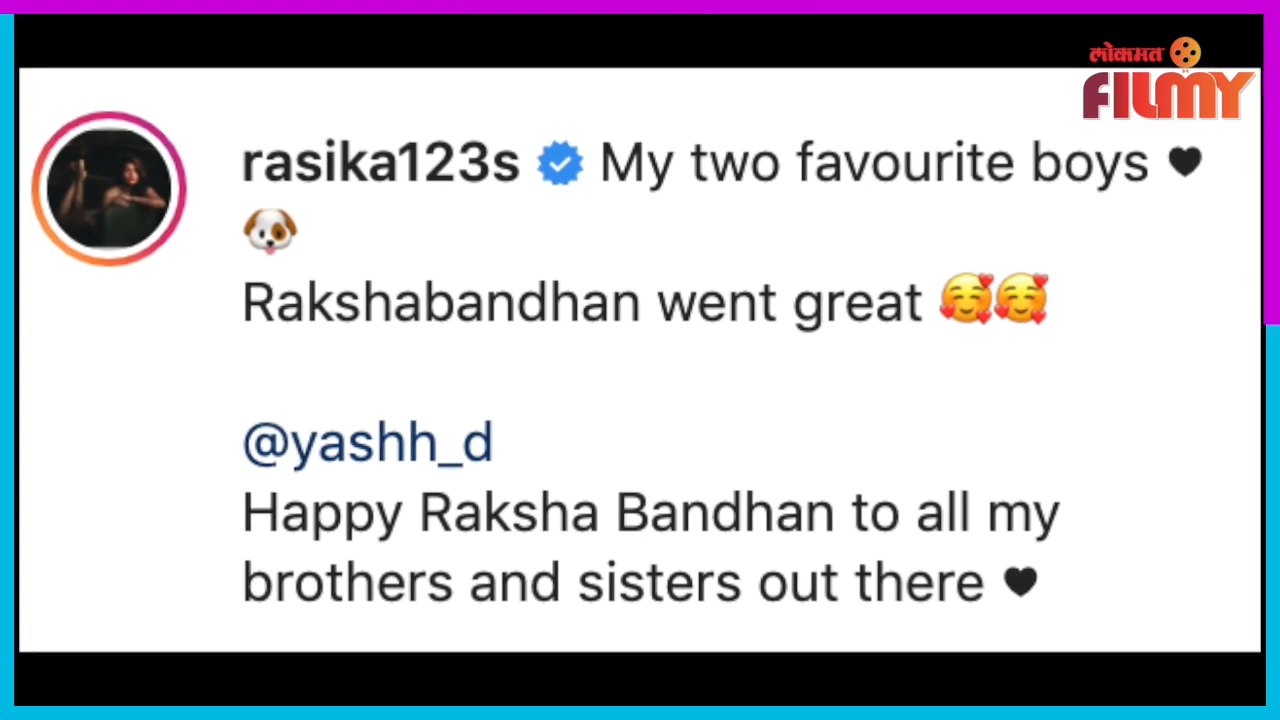 लोकमत
FILMY
rasika123s My two favourite boys 🖤
🐶
Rakshabandhan went great 🥰🥰
@yashh_d
Happy Raksha Bandhan to all my
brothers and sisters out there 🖤